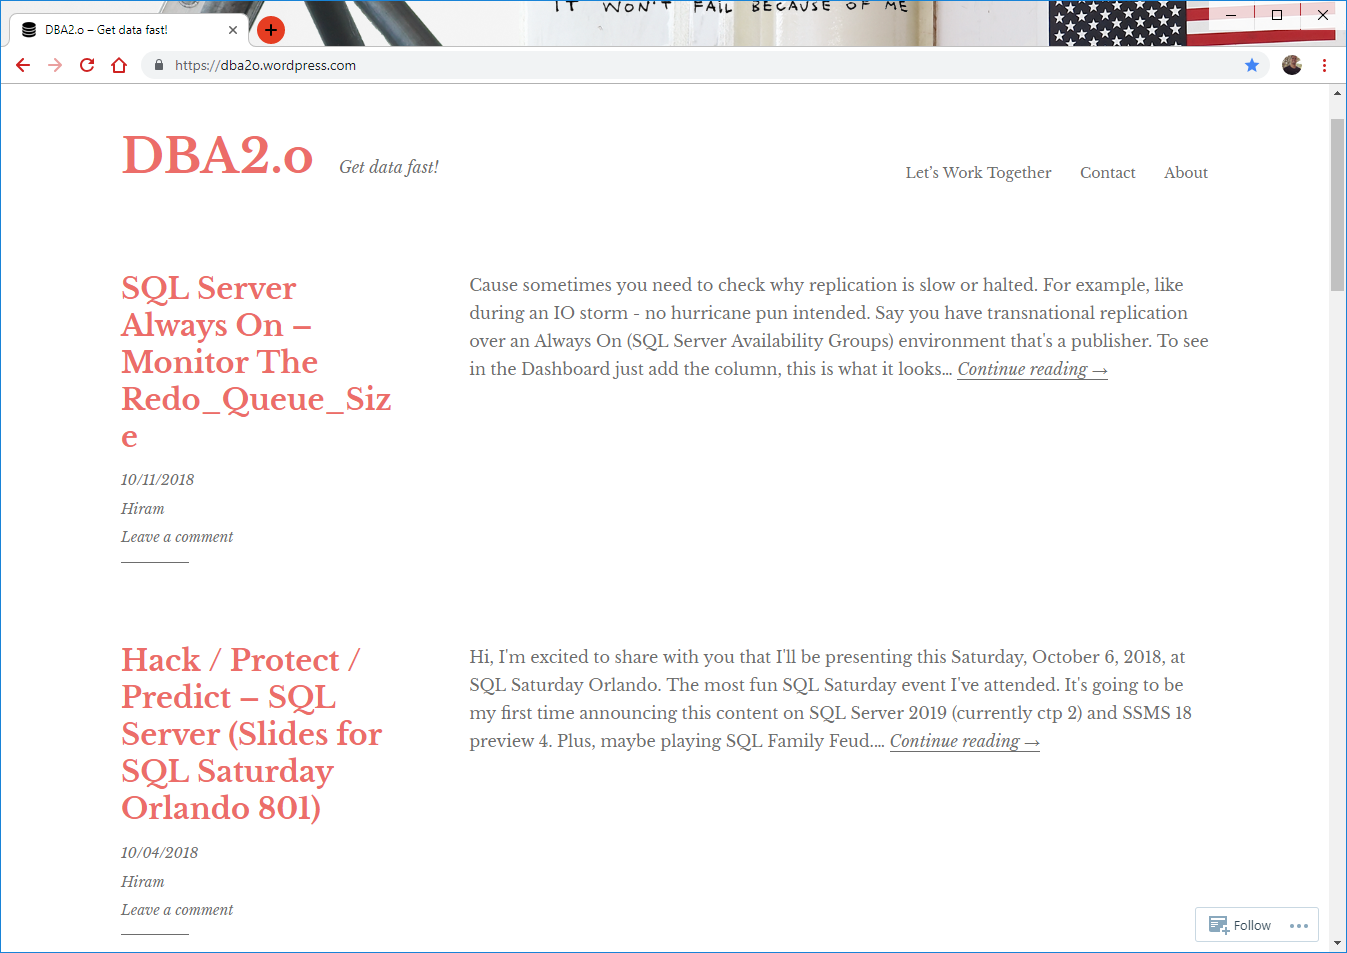 IT WON'T FAIL BECAUSE OF ME
DBA2.o – Get data fast!
https://dba2o.wordpress.com
DBA2.o
Get data fast!
Let's Work Together
Contact
About
SQL Server
Always On –
Monitor The
Redo_Queue_Siz
e
10/11/2018
Hiram
Leave a comment
Cause sometimes you need to check why replication is slow or halted. For example, like
during an IO storm - no hurricane pun intended. Say you have transnational replication
over an Always On (SQL Server Availability Groups) environment that's a publisher. To see
in the Dashboard just add the column, this is what it looks… Continue reading →
Hack / Protect /
Predict – SQL
Server (Slides for
SQL Saturday
Orlando 801)
10/04/2018
Hiram
Leave a comment
Hi, I'm excited to share with you that I'll be presenting this Saturday, October 6, 2018, at
SQL Saturday Orlando. The most fun SQL Saturday event I've attended. It's going to be
my first time announcing this content on SQL Server 2019 (currently ctp 2) and SSMS 18
preview 4. Plus, maybe playing SQL Family Feud.… Continue reading →
Follow